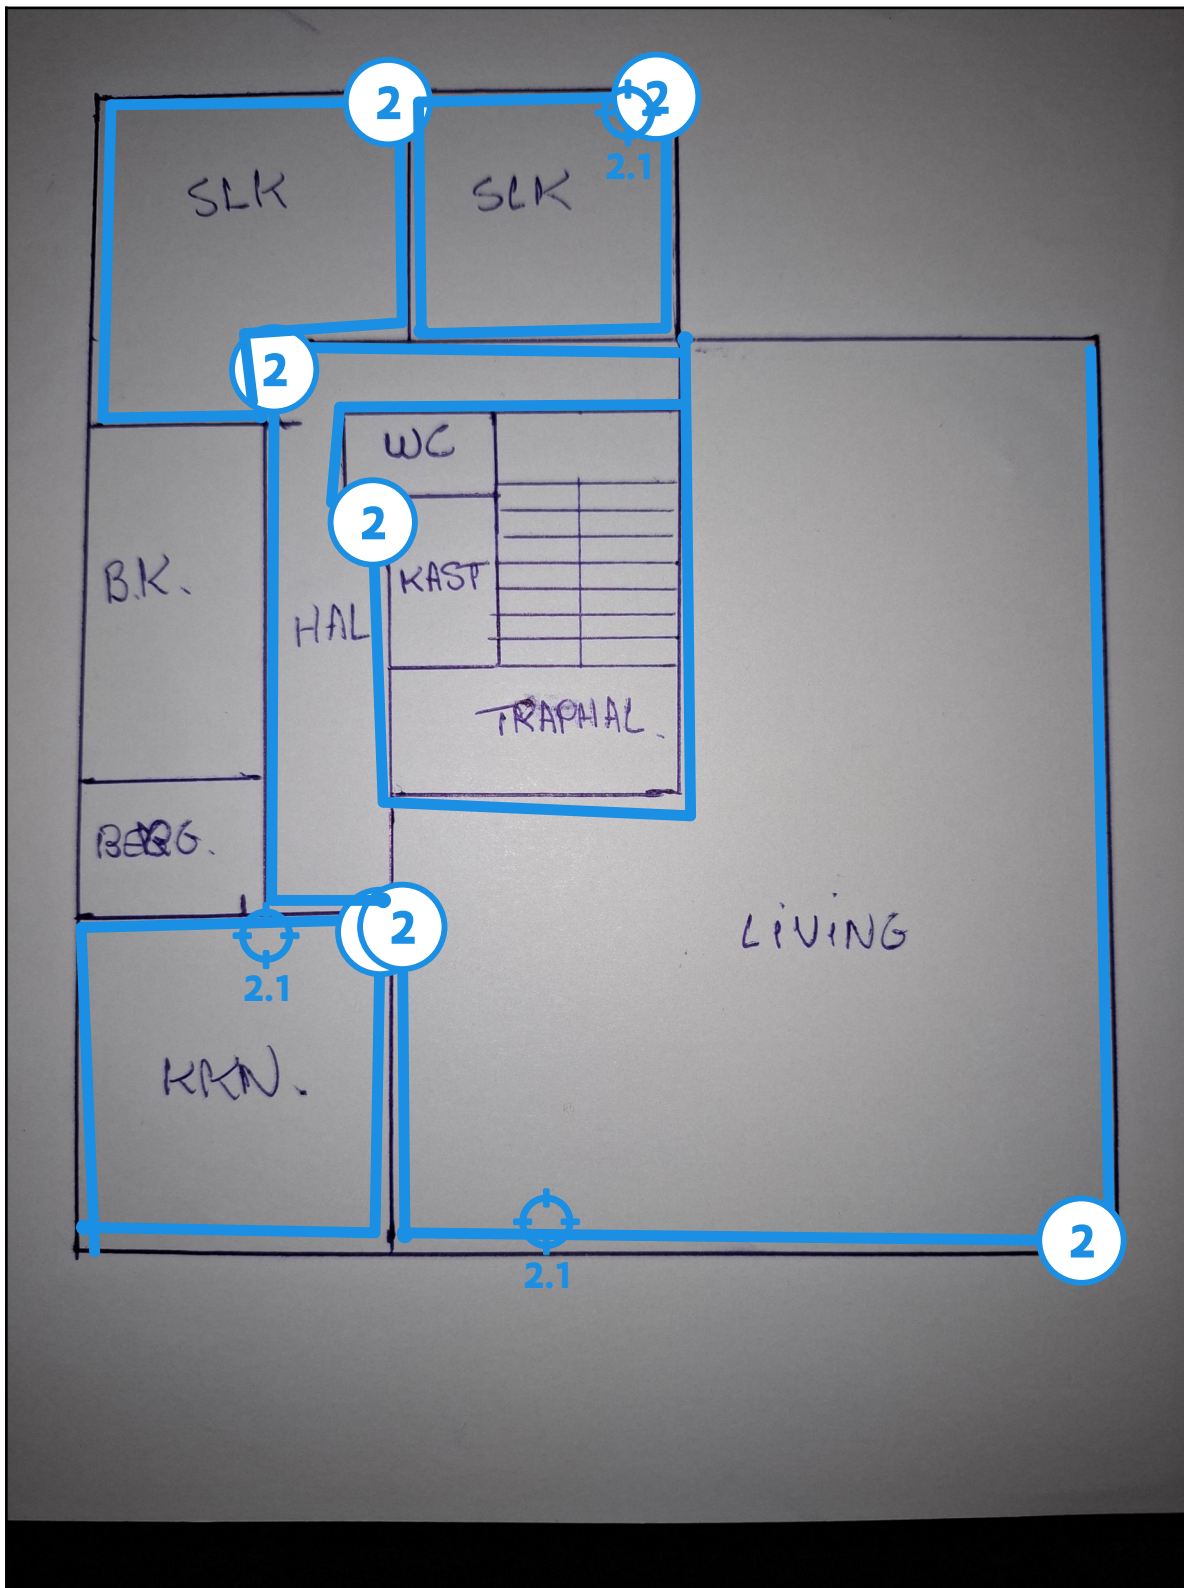 2
2
2.1
SLK
SLK
2
WC
2
B.K.
KAST
HAL
TRAPHAL.
BERG.
2
LiViNG
2.1
KKN.
2
2.1